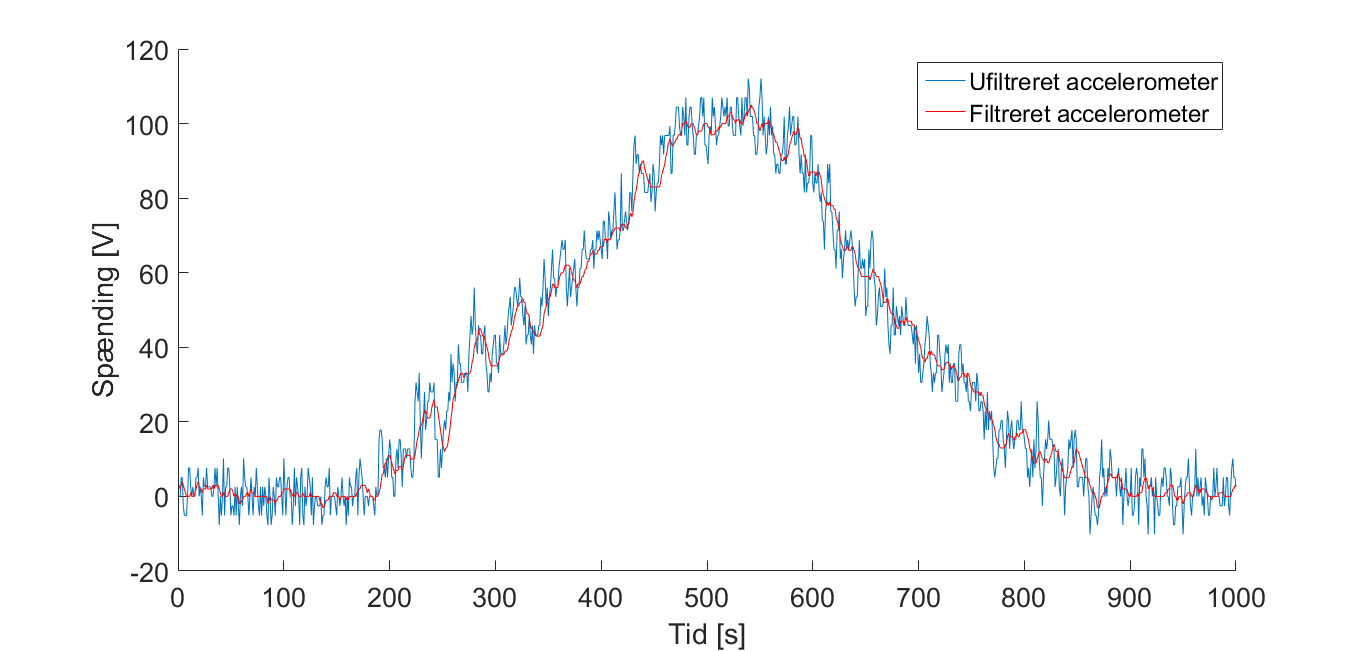 120
100
80
60
40
20
0
-20
Spænding [V]
Ufiltreret accelerometer
Filtreret accelerometer
0 100 200 300 400 500 600 700 800 900 1000
Tid [s]